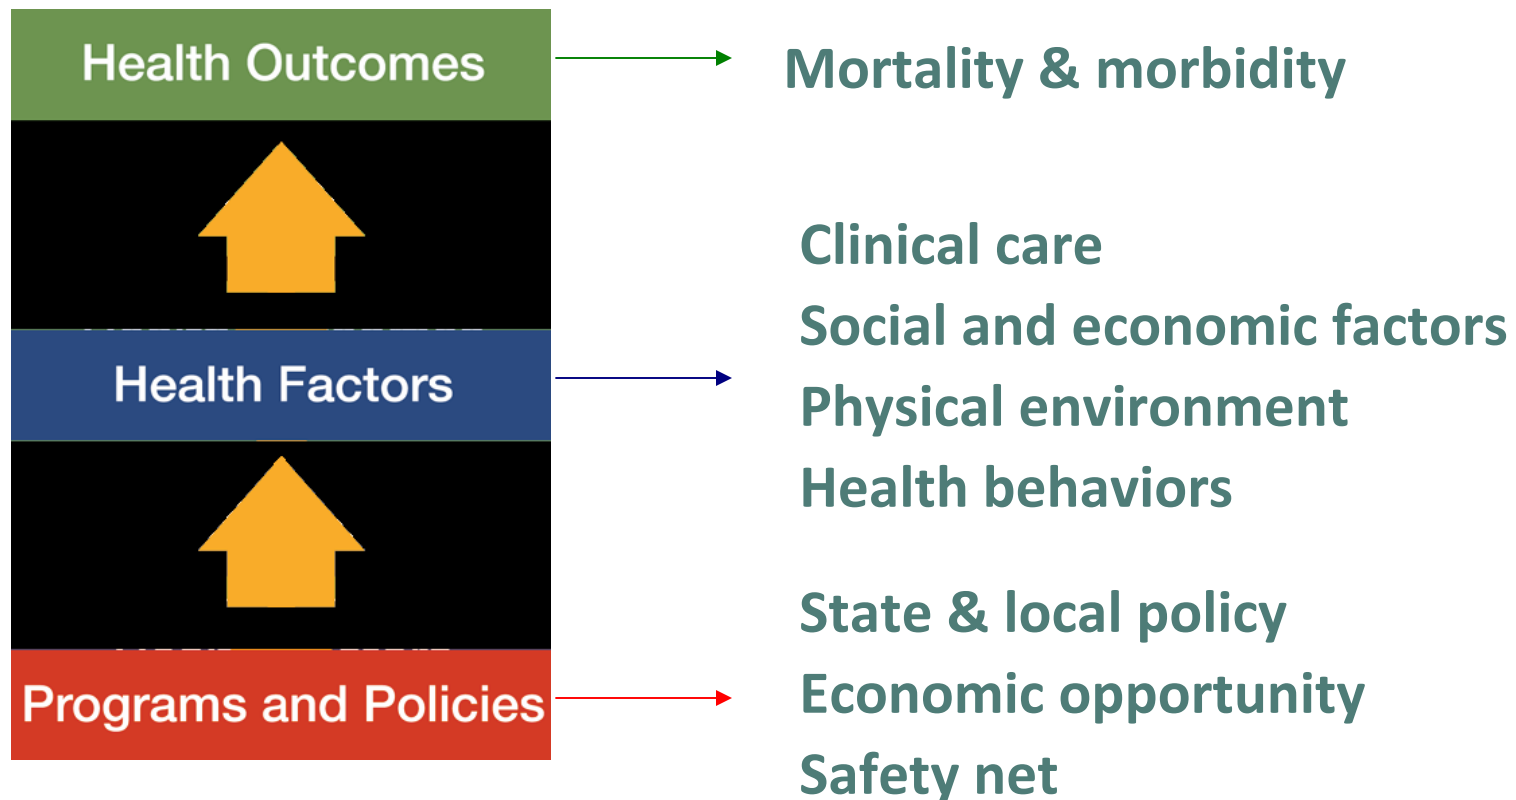 Health Outcomes
Mortality & morbidity
Clinical care
Social and economic factors
Health Factors
Physical environment
Health behaviors
State & local policy
Programs and Policies
Economic opportunity
Safety net